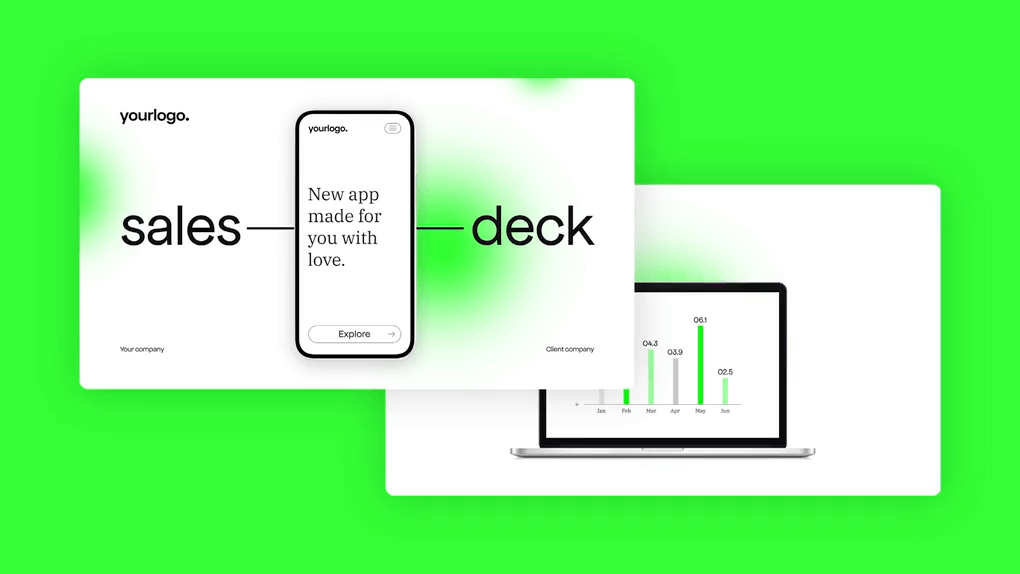 yourlogo.
sales
yourlogo.
New app
made for
you with
love.
Explore
deck
Your company
Client company
04.3
03.9
06.1
02.5
Jan
Feb
Mar
Apr
May
Jun